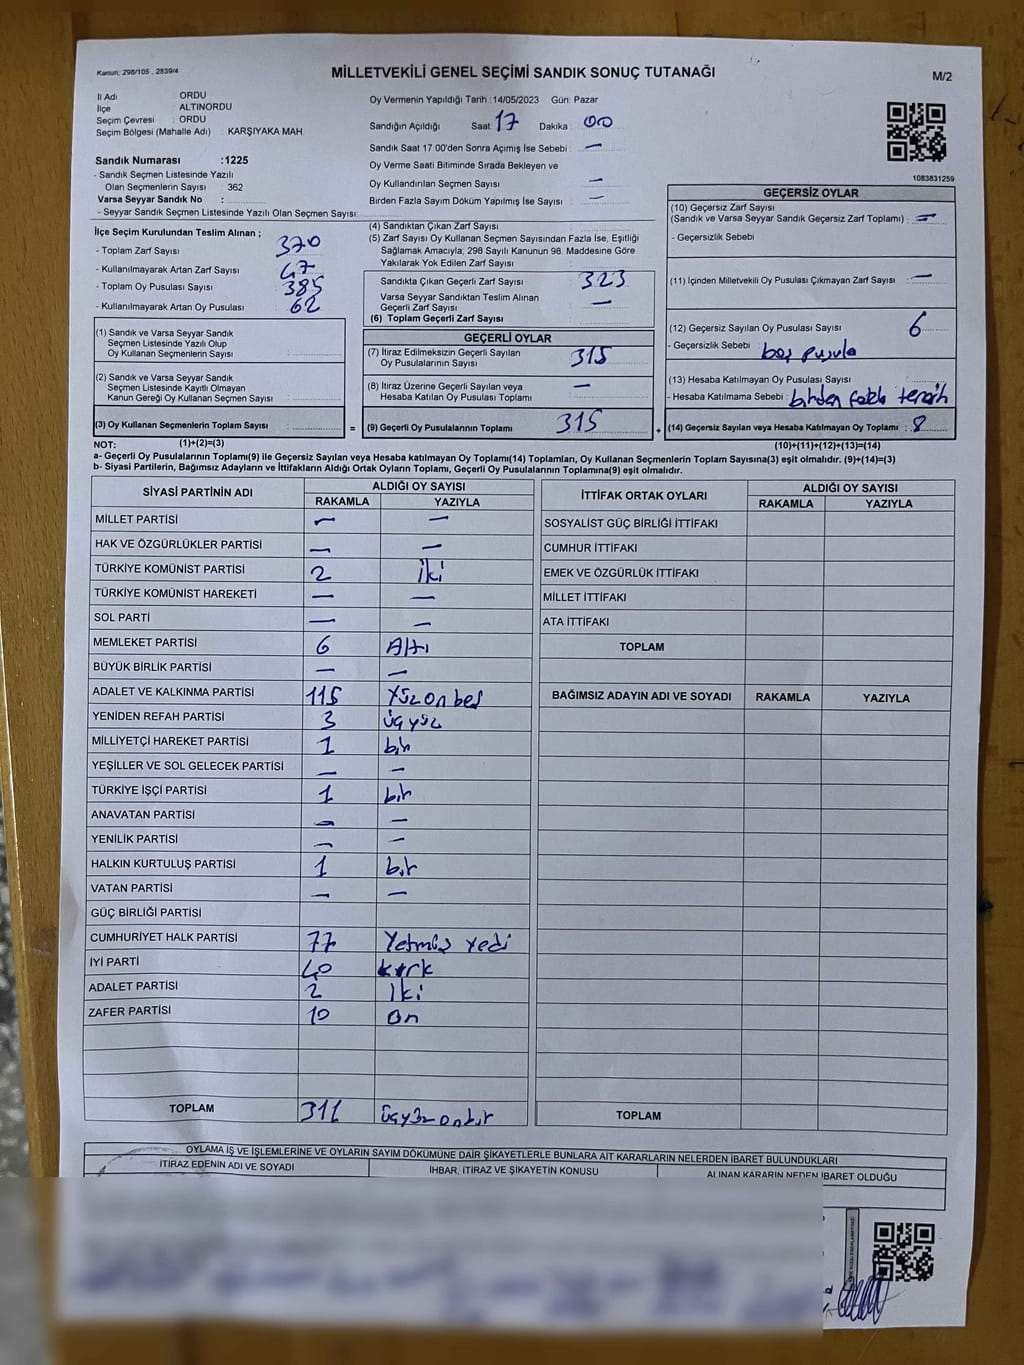 Kanun: 298/105 , 2839/4
MİLLETVEKİLİ GENEL SEÇİMİ SANDIK SONUÇ TUTANAĞI
M/2
İl Adı : ORDU
İlçe : ALTINORDU
Seçim Çevresi : ORDU
Seçim Bölgesi (Mahalle Adı) : KARŞIYAKA MAH.
Sandık Numarası :1225
- Sandık Seçmen Listesinde Yazılı
Olan Seçmenlerin Sayısı : 362
Varsa Seyyar Sandık No :
- Seyyar Sandık Seçmen Listesinde Yazılı Olan Seçmen Sayısı:
Oy Vermenin Yapıldığı Tarih :14/05/2023 Gün: Pazar
Sandığın Açıldığı Saat: 17 Dakika : 00
Sandık Saat 17:00'den Sonra Açımış İse Sebebi : —
Oy Verme Saati Bitiminde Sırada Bekleyen ve
Oy Kullandırılan Seçmen Sayısı : —
Birden Fazla Sayım Döküm Yapılmış İse Sayısı : —
1083831259
İlçe Seçim Kurulundan Teslim Alınan ;
- Toplam Zarf Sayısı : 370
- Kullanılmayarak Artan Zarf Sayısı : 47
- Toplam Oy Pusulası Sayısı : 385
- Kullanılmayarak Artan Oy Pusulası : 62
(1) Sandık ve Varsa Seyyar Sandık
Seçmen Listesinde Yazılı Olup
Oy Kullanan Seçmenlerin Sayısı :
(2) Sandık ve Varsa Seyyar Sandık
Seçmen Listesinde Kayıtlı Olmayan
Kanun Gereği Oy Kullanan Seçmen Sayısı :
(3) Oy Kullanan Seçmenlerin Toplam Sayısı :
(4) Sandıktan Çıkan Zarf Sayısı :
(5) Zarf Sayısı Oy Kullanan Seçmen Sayısından Fazla İse, Eşitliği
Sağlamak Amacıyla; 298 Sayılı Kanunun 98. Maddesine Göre
Yakılarak Yok Edilen Zarf Sayısı :
Sandıkta Çıkan Geçerli Zarf Sayısı : 323
Varsa Seyyar Sandıktan Teslim Alınan
Geçerli Zarf Sayısı : —
(6) Toplam Geçerli Zarf Sayısı :
GEÇERLİ OYLAR
(7) İtiraz Edilmeksizin Geçerli Sayılan
Oy Pusulalarının Sayısı : 315
(8) İtiraz Üzerine Geçerli Sayılan veya
Hesaba Katılan Oy Pusulası Toplamı : —
= (9) Geçerli Oy Pusulalarının Toplamı : 315
GEÇERSİZ OYLAR
(10) Geçersiz Zarf Sayısı
(Sandık ve Varsa Seyyar Sandık Geçersiz Zarf Toplamı) : —
- Geçersizlik Sebebi :
(11) İçinden Milletvekili Oy Pusulası Çıkmayan Zarf Sayısı : —
(12) Geçersiz Sayılan Oy Pusulası Sayısı : 6
- Geçersizlik Sebebi : boş pusula
(13) Hesaba Katılmayan Oy Pusulası Sayısı :
- Hesaba Katılmama Sebebi : birden fazla tercih
+ (14) Geçersiz Sayılan veya Hesaba Katılmayan Oy Toplamı : 8
NOT: (1)+(2)=(3)
(10)+(11)+(12)+(13)=(14)
a- Geçerli Oy Pusulalarının Toplamı(9) ile Geçersiz Sayılan veya Hesaba katılmayan Oy Toplamı(14) Toplamları, Oy Kullanan Seçmenlerin Toplam Sayısına(3) eşit olmalıdır. (9)+(14)=(3)
b- Siyasi Partilerin, Bağımsız Adayların ve İttifakların Aldığı Ortak Oyların Toplamı, Geçerli Oy Pusulalarının Toplamına(9) eşit olmalıdır.
SİYASİ PARTİNİN ADI
ALDIĞI OY SAYISI
RAKAMLA YAZIYLA
MİLLET PARTİSİ — —
HAK VE ÖZGÜRLÜKLER PARTİSİ — —
TÜRKİYE KOMÜNİST PARTİSİ 2 iki
TÜRKİYE KOMÜNİST HAREKETİ — —
SOL PARTİ — —
MEMLEKET PARTİSİ 6 Altı
BÜYÜK BİRLİK PARTİSİ — —
ADALET VE KALKINMA PARTİSİ 115 Yüzonbeş
YENİDEN REFAH PARTİSİ 3 üçyüz
MİLLİYETÇİ HAREKET PARTİSİ 1 bir
YEŞİLLER VE SOL GELECEK PARTİSİ — —
TÜRKİYE İŞÇİ PARTİSİ 1 bir
ANAVATAN PARTİSİ — —
YENİLİK PARTİSİ — —
HALKIN KURTULUŞ PARTİSİ 1 bir
VATAN PARTİSİ — —
GÜÇ BİRLİĞİ PARTİSİ
CUMHURİYET HALK PARTİSİ 77 Yetmiş Yedi
İYİ PARTİ 40 kırk
ADALET PARTİSİ 2 İki
ZAFER PARTİSİ 10 On
TOPLAM 311 üçyüzonbir
İTTİFAK ORTAK OYLARI
ALDIĞI OY SAYISI
RAKAMLA YAZIYLA
SOSYALİST GÜÇ BİRLİĞİ İTTİFAKI
CUMHUR İTTİFAKI
EMEK VE ÖZGÜRLÜK İTTİFAKI
MİLLET İTTİFAKI
ATA İTTİFAKI
TOPLAM
BAĞIMSIZ ADAYIN ADI VE SOYADI RAKAMLA YAZIYLA
TOPLAM
OYLAMA İŞ VE İŞLEMLERİNE VE OYLARIN SAYIM DÖKÜMÜNE DAİR ŞİKAYETLERLE BUNLARA AİT KARARLARIN NELERDEN İBARET BULUNDUKLARI
İTİRAZ EDENİN ADI VE SOYADI İHBAR, İTİRAZ VE ŞİKAYETİN KONUSU ALINAN KARARIN NEDEN İBARET OLDUĞU